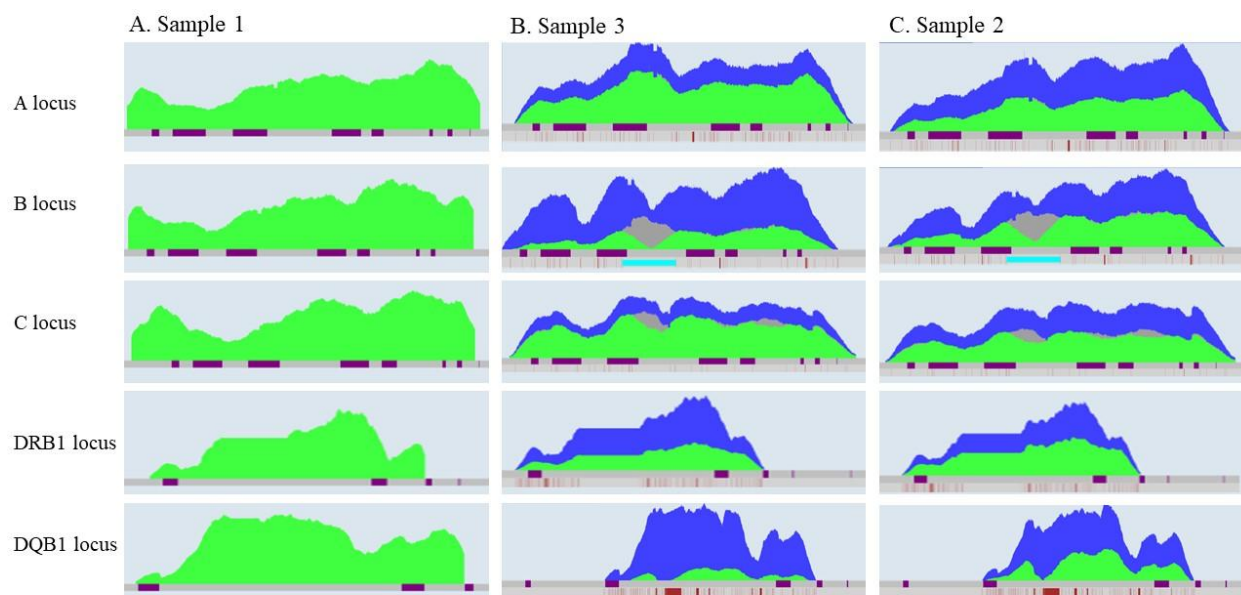 A. Sample 1
B. Sample 3
C. Sample 2
A locus
B locus
C locus
DRB1 locus
DQB1 locus